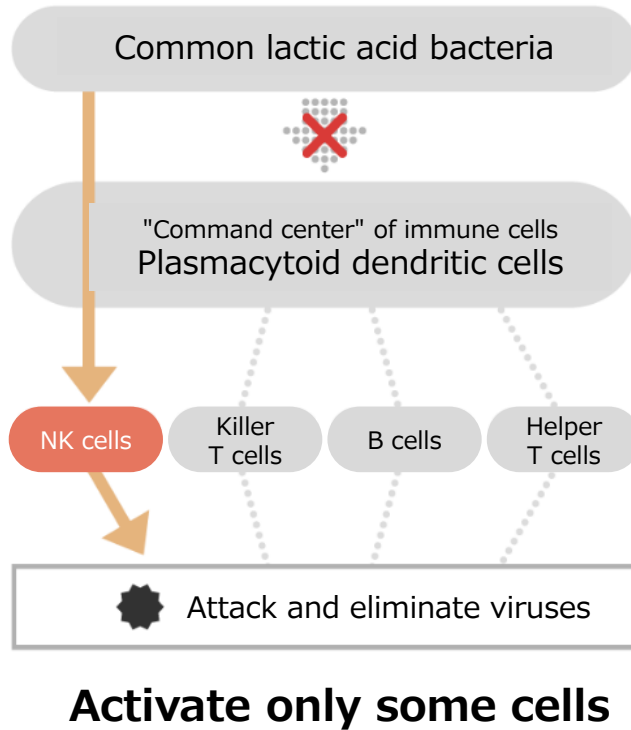 Common lactic acid bacteria
"Command center" of immune cells
Plasmacytoid dendritic cells
NK cells
Killer
T cells
B cells
Helper
T cells
Attack and eliminate viruses
Activate only some cells